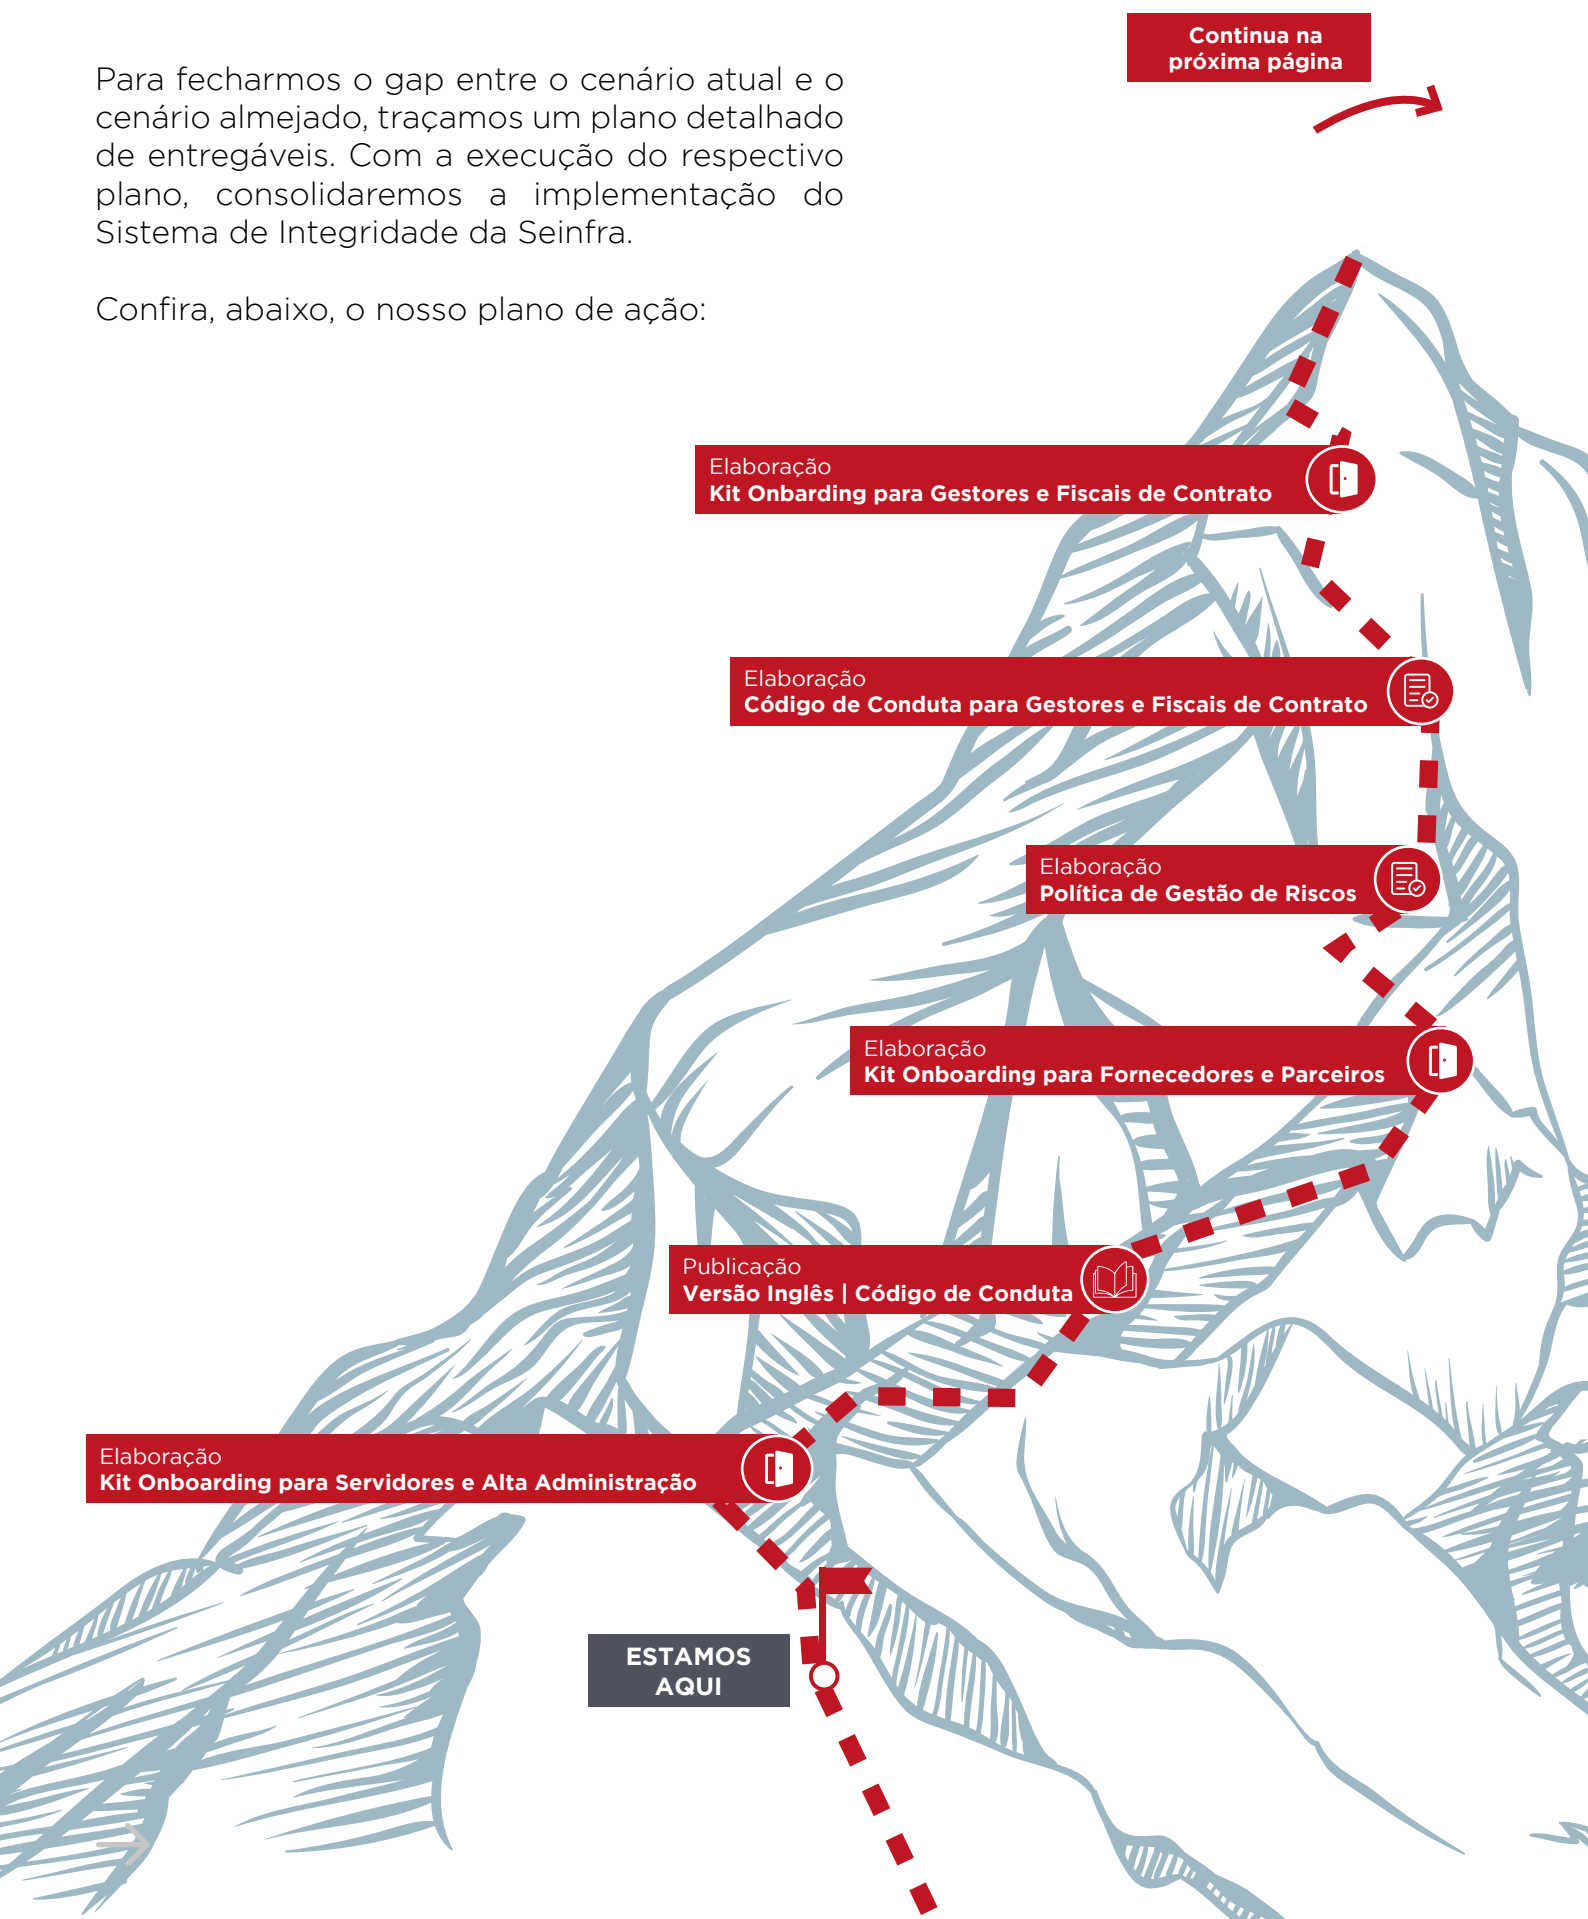 Continua na
próxima página
Para fecharmos o gap entre o cenário atual e o
cenário almejado, traçamos um plano detalhado
de entregáveis. Com a execução do respectivo
plano, consolidaremos a implementação do
Sistema de Integridade da Seinfra.
Confira, abaixo, o nosso plano de ação:
Elaboração
Kit Onbarding para Gestores e Fiscais de Contrato
Elaboração
Código de Conduta para Gestores e Fiscais de Contrato
Elaboração
Política de Gestão de Riscos
Elaboração
Kit Onboarding para Fornecedores e Parceiros
Publicação
Versão Inglês | Código de Conduta
Elaboração
Kit Onboarding para Servidores e Alta Administração
ESTAMOS
AQUI